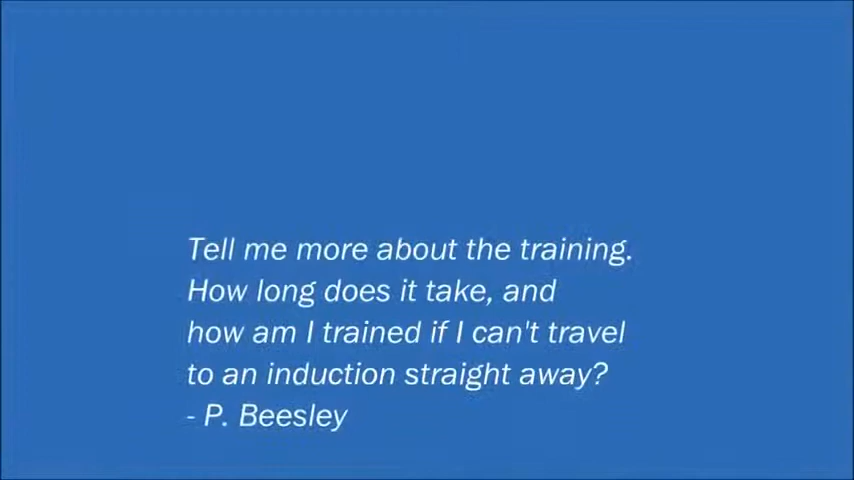 Tell me more about the training.
How long does it take, and
how am I trained if I can't travel
to an induction straight away?
- P. Beesley